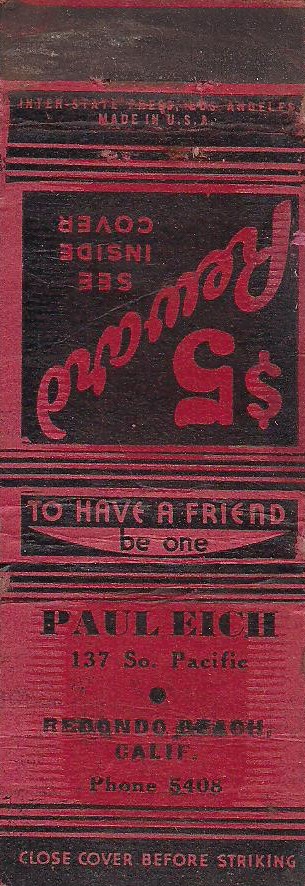 INTER-STATE PRESS, LOS ANGELES
MADE IN U.S.A.
$5
Reward
SEE
INSIDE
COVER
TO HAVE A FRIEND
be one
PAUL EICH
137 So. Pacific
REDONDO BEACH,
CALIF.
Phone 5408
CLOSE COVER BEFORE STRIKING